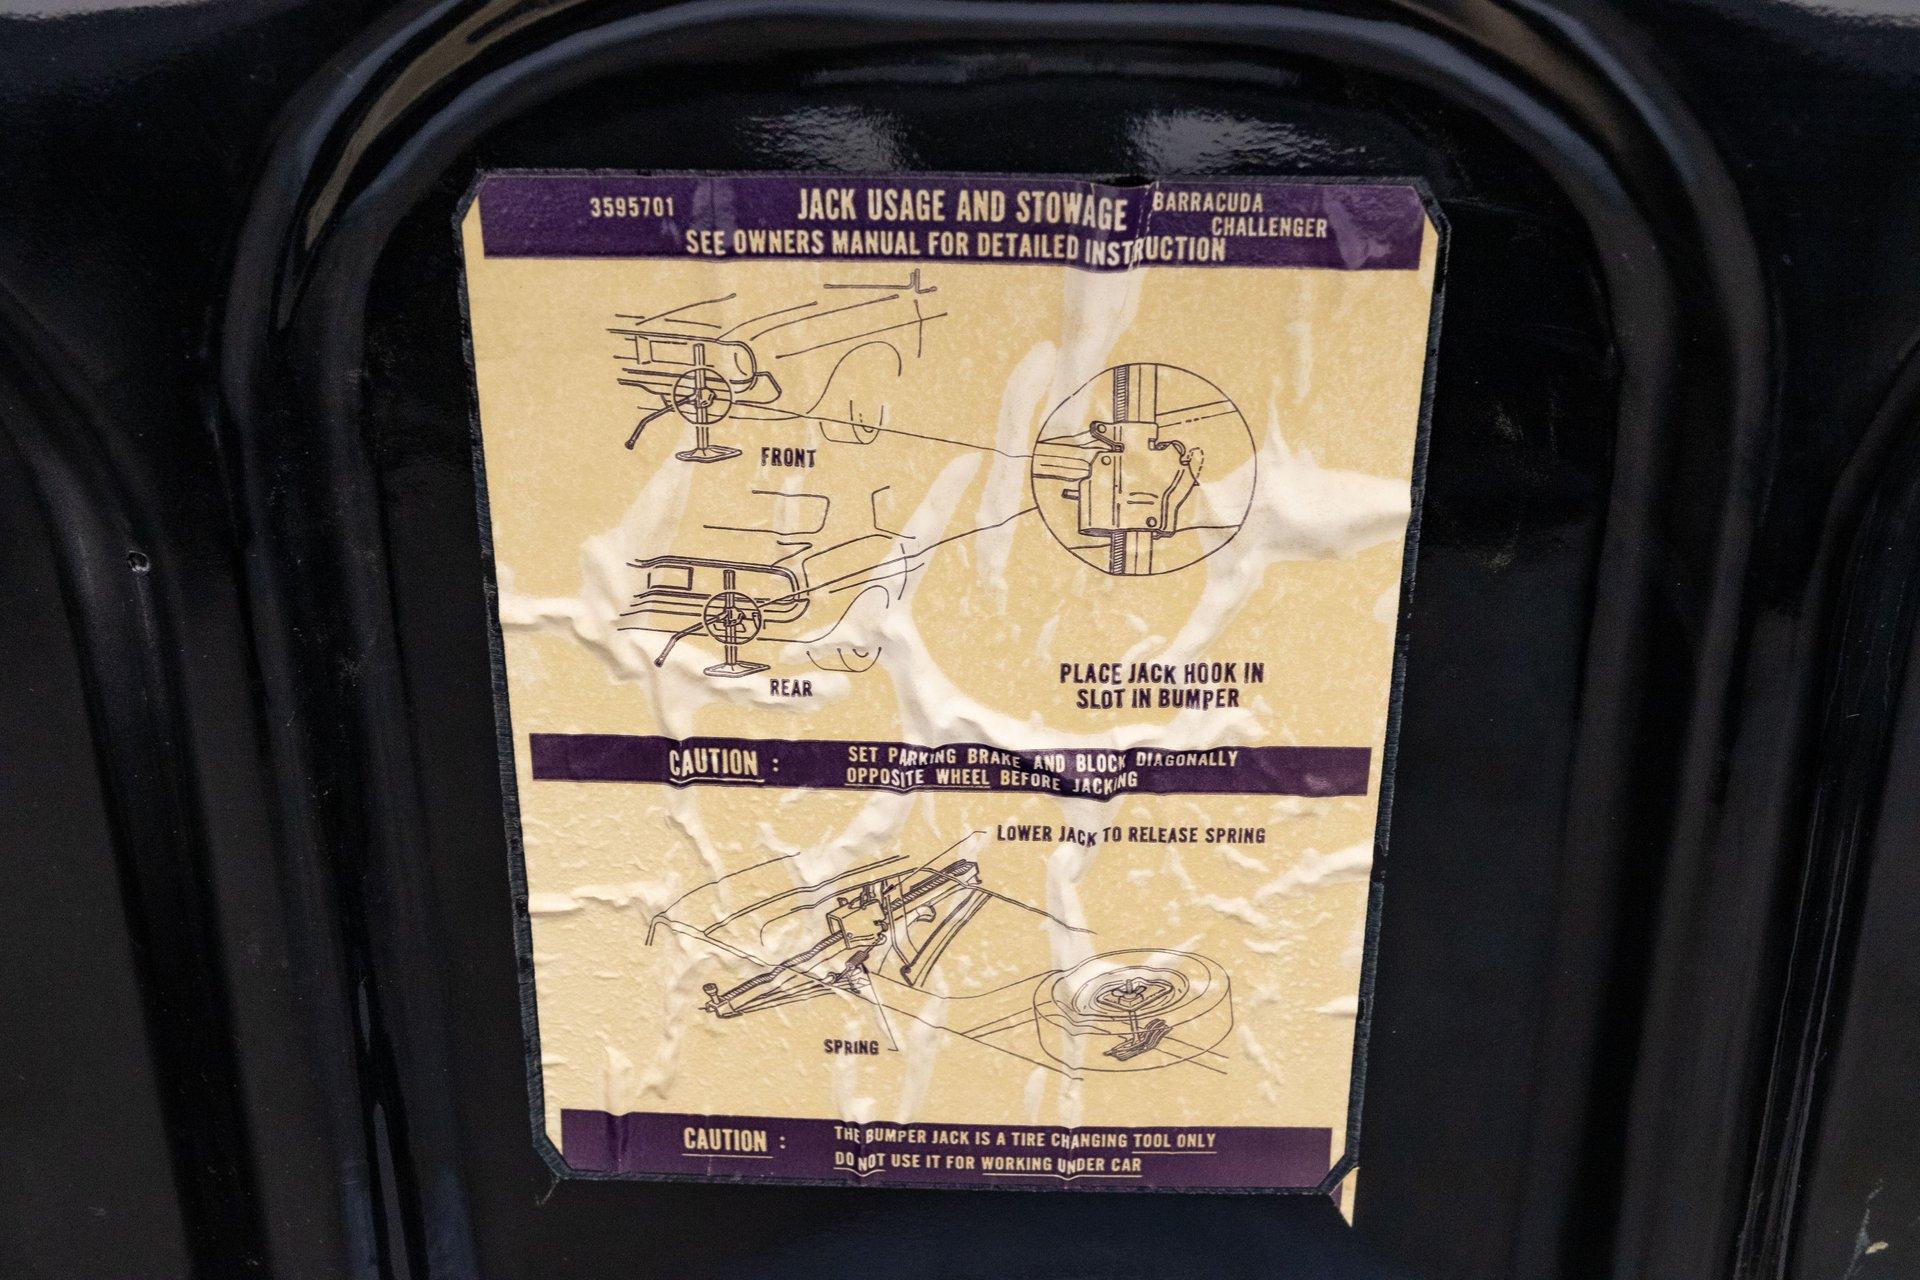 3595701 JACK USAGE AND STOWAGE BARRACUDA
CHALLENGER
SEE OWNERS MANUAL FOR DETAILED INSTRUCTION
FRONT
REAR
PLACE JACK HOOK IN
SLOT IN BUMPER
CAUTION : SET PARKING BRAKE AND BLOCK DIAGONALLY
OPPOSITE WHEEL BEFORE JACKING
LOWER JACK TO RELEASE SPRING
SPRING
CAUTION : THE BUMPER JACK IS A TIRE CHANGING TOOL ONLY
DO NOT USE IT FOR WORKING UNDER CAR